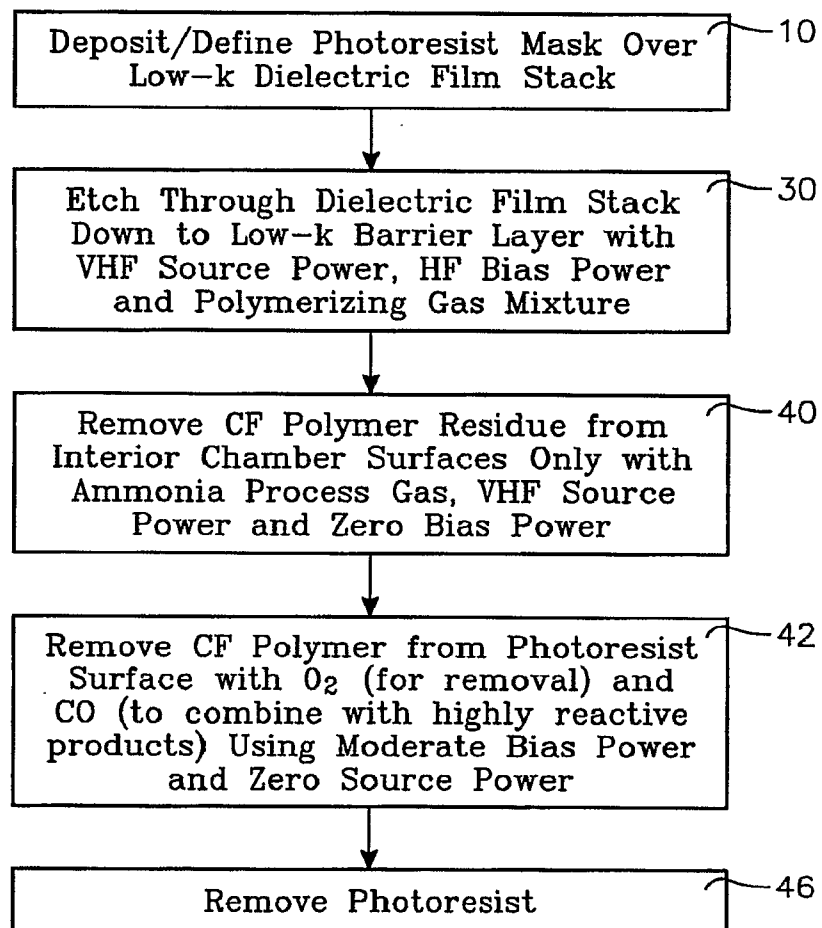 Deposit/Define Photoresist Mask Over
Low-k Dielectric Film Stack
10
Etch Through Dielectric Film Stack
Down to Low-k Barrier Layer with
VHF Source Power, HF Bias Power
and Polymerizing Gas Mixture
30
Remove CF Polymer Residue from
Interior Chamber Surfaces Only with
Ammonia Process Gas, VHF Source
Power and Zero Bias Power
40
Remove CF Polymer from Photoresist
Surface with O2 (for removal) and
CO (to combine with highly reactive
products) Using Moderate Bias Power
and Zero Source Power
42
Remove Photoresist
46